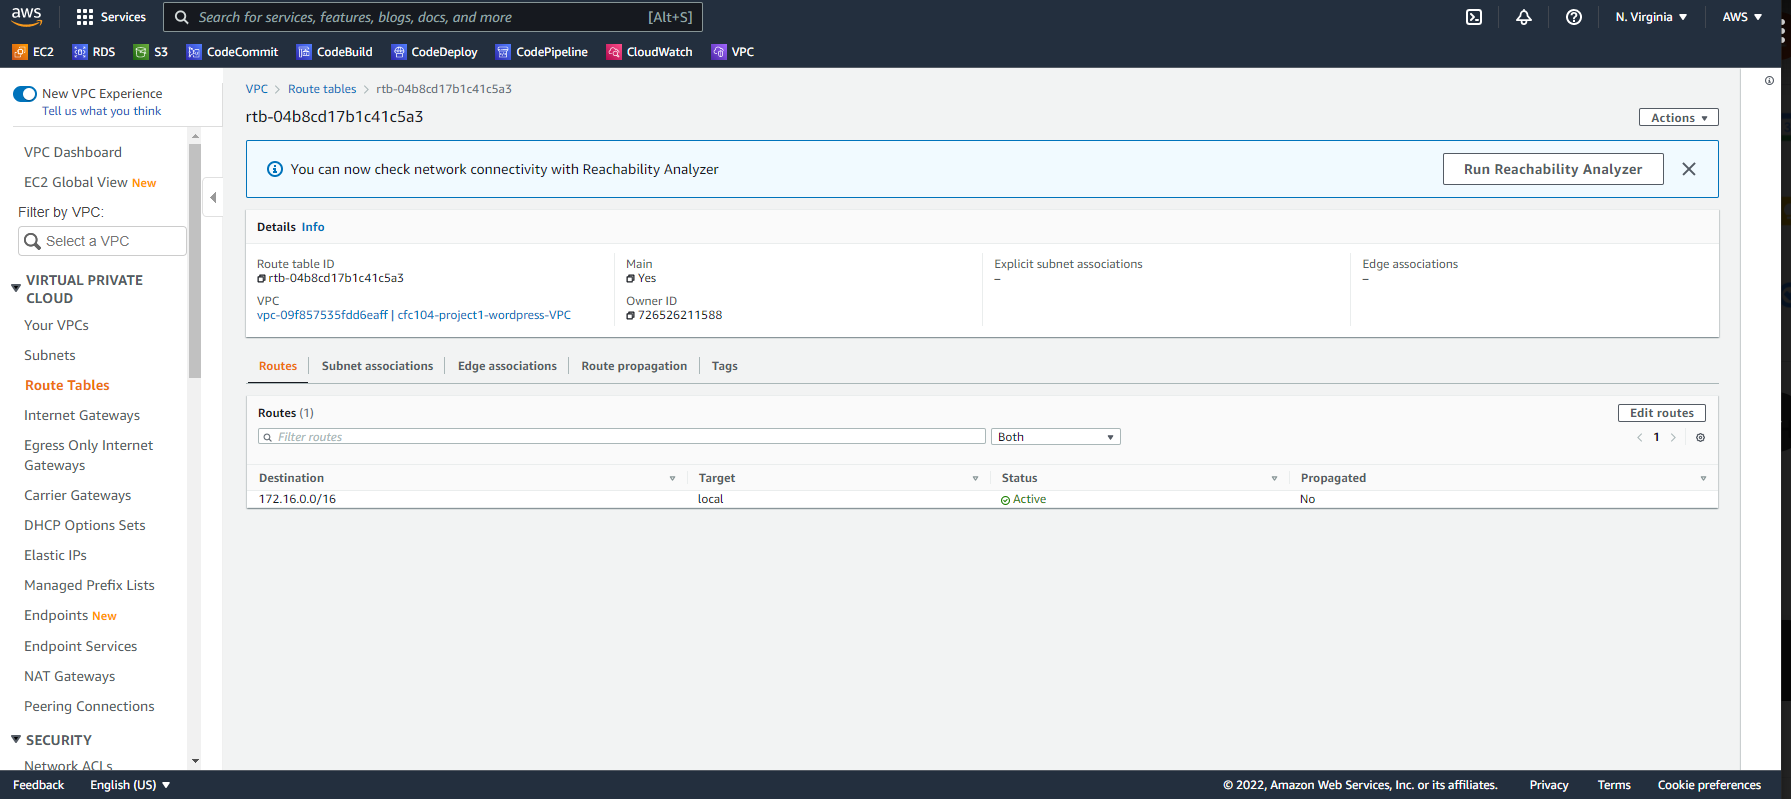 aws
Services
Search for services, features, blogs, docs, and more [Alt+S]
N. Virginia
AWS
EC2 RDS S3 CodeCommit CodeBuild CodeDeploy CodePipeline CloudWatch VPC
New VPC Experience
Tell us what you think
VPC Dashboard
EC2 Global View New
Filter by VPC:
Select a VPC
VIRTUAL PRIVATE
CLOUD
Your VPCs
Subnets
Route Tables
Internet Gateways
Egress Only Internet
Gateways
Carrier Gateways
DHCP Options Sets
Elastic IPs
Managed Prefix Lists
Endpoints New
Endpoint Services
NAT Gateways
Peering Connections
SECURITY
Network ACLs
VPC > Route tables > rtb-04b8cd17b1c41c5a3
rtb-04b8cd17b1c41c5a3
Actions
You can now check network connectivity with Reachability Analyzer
Run Reachability Analyzer
Details Info
Route table ID
rtb-04b8cd17b1c41c5a3
VPC
vpc-09f857535fdd6eaff | cfc104-project1-wordpress-VPC
Main
Yes
Owner ID
726526211588
Explicit subnet associations
–
Edge associations
–
Routes Subnet associations Edge associations Route propagation Tags
Routes (1)
Edit routes
Filter routes
Both
1
Destination Target Status Propagated
172.16.0.0/16 local Active No
Feedback English (US)
© 2022, Amazon Web Services, Inc. or its affiliates. Privacy Terms Cookie preferences